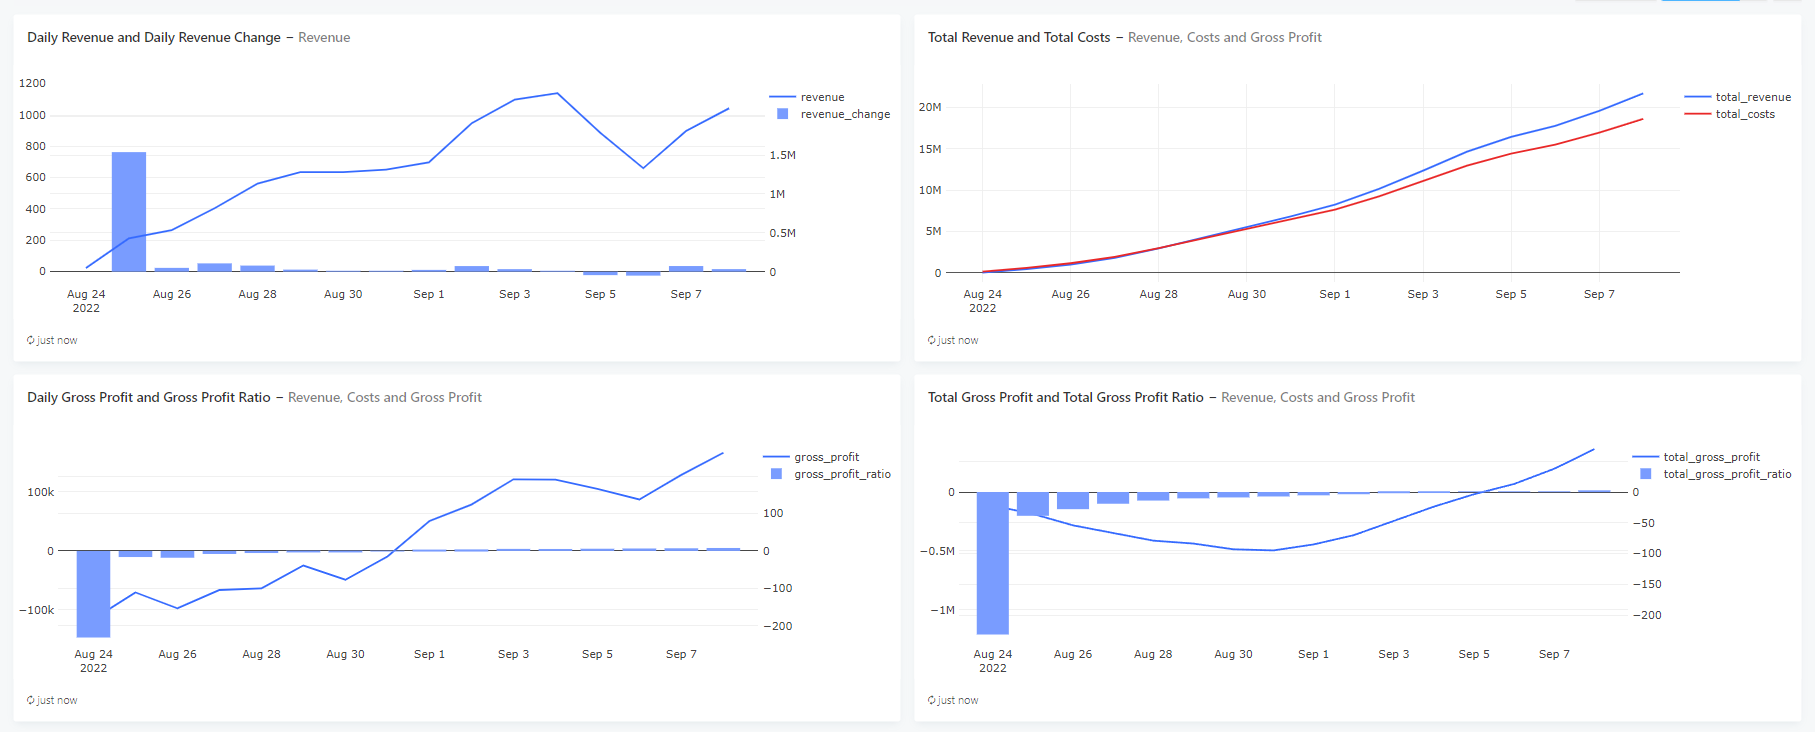 Daily Revenue and Daily Revenue Change – Revenue
1200
1000
800
600
400
200
0
1.5M
1M
0.5M
0
Aug 24
2022
Aug 26
Aug 28
Aug 30
Sep 1
Sep 3
Sep 5
Sep 7
revenue
revenue_change
just now
Total Revenue and Total Costs – Revenue, Costs and Gross Profit
20M
15M
10M
5M
0
Aug 24
2022
Aug 26
Aug 28
Aug 30
Sep 1
Sep 3
Sep 5
Sep 7
total_revenue
total_costs
just now
Daily Gross Profit and Gross Profit Ratio – Revenue, Costs and Gross Profit
100k
0
−100k
100
0
−100
−200
Aug 24
2022
Aug 26
Aug 28
Aug 30
Sep 1
Sep 3
Sep 5
Sep 7
gross_profit
gross_profit_ratio
just now
Total Gross Profit and Total Gross Profit Ratio – Revenue, Costs and Gross Profit
0
−0.5M
−1M
0
−50
−100
−150
−200
Aug 24
2022
Aug 26
Aug 28
Aug 30
Sep 1
Sep 3
Sep 5
Sep 7
total_gross_profit
total_gross_profit_ratio
just now